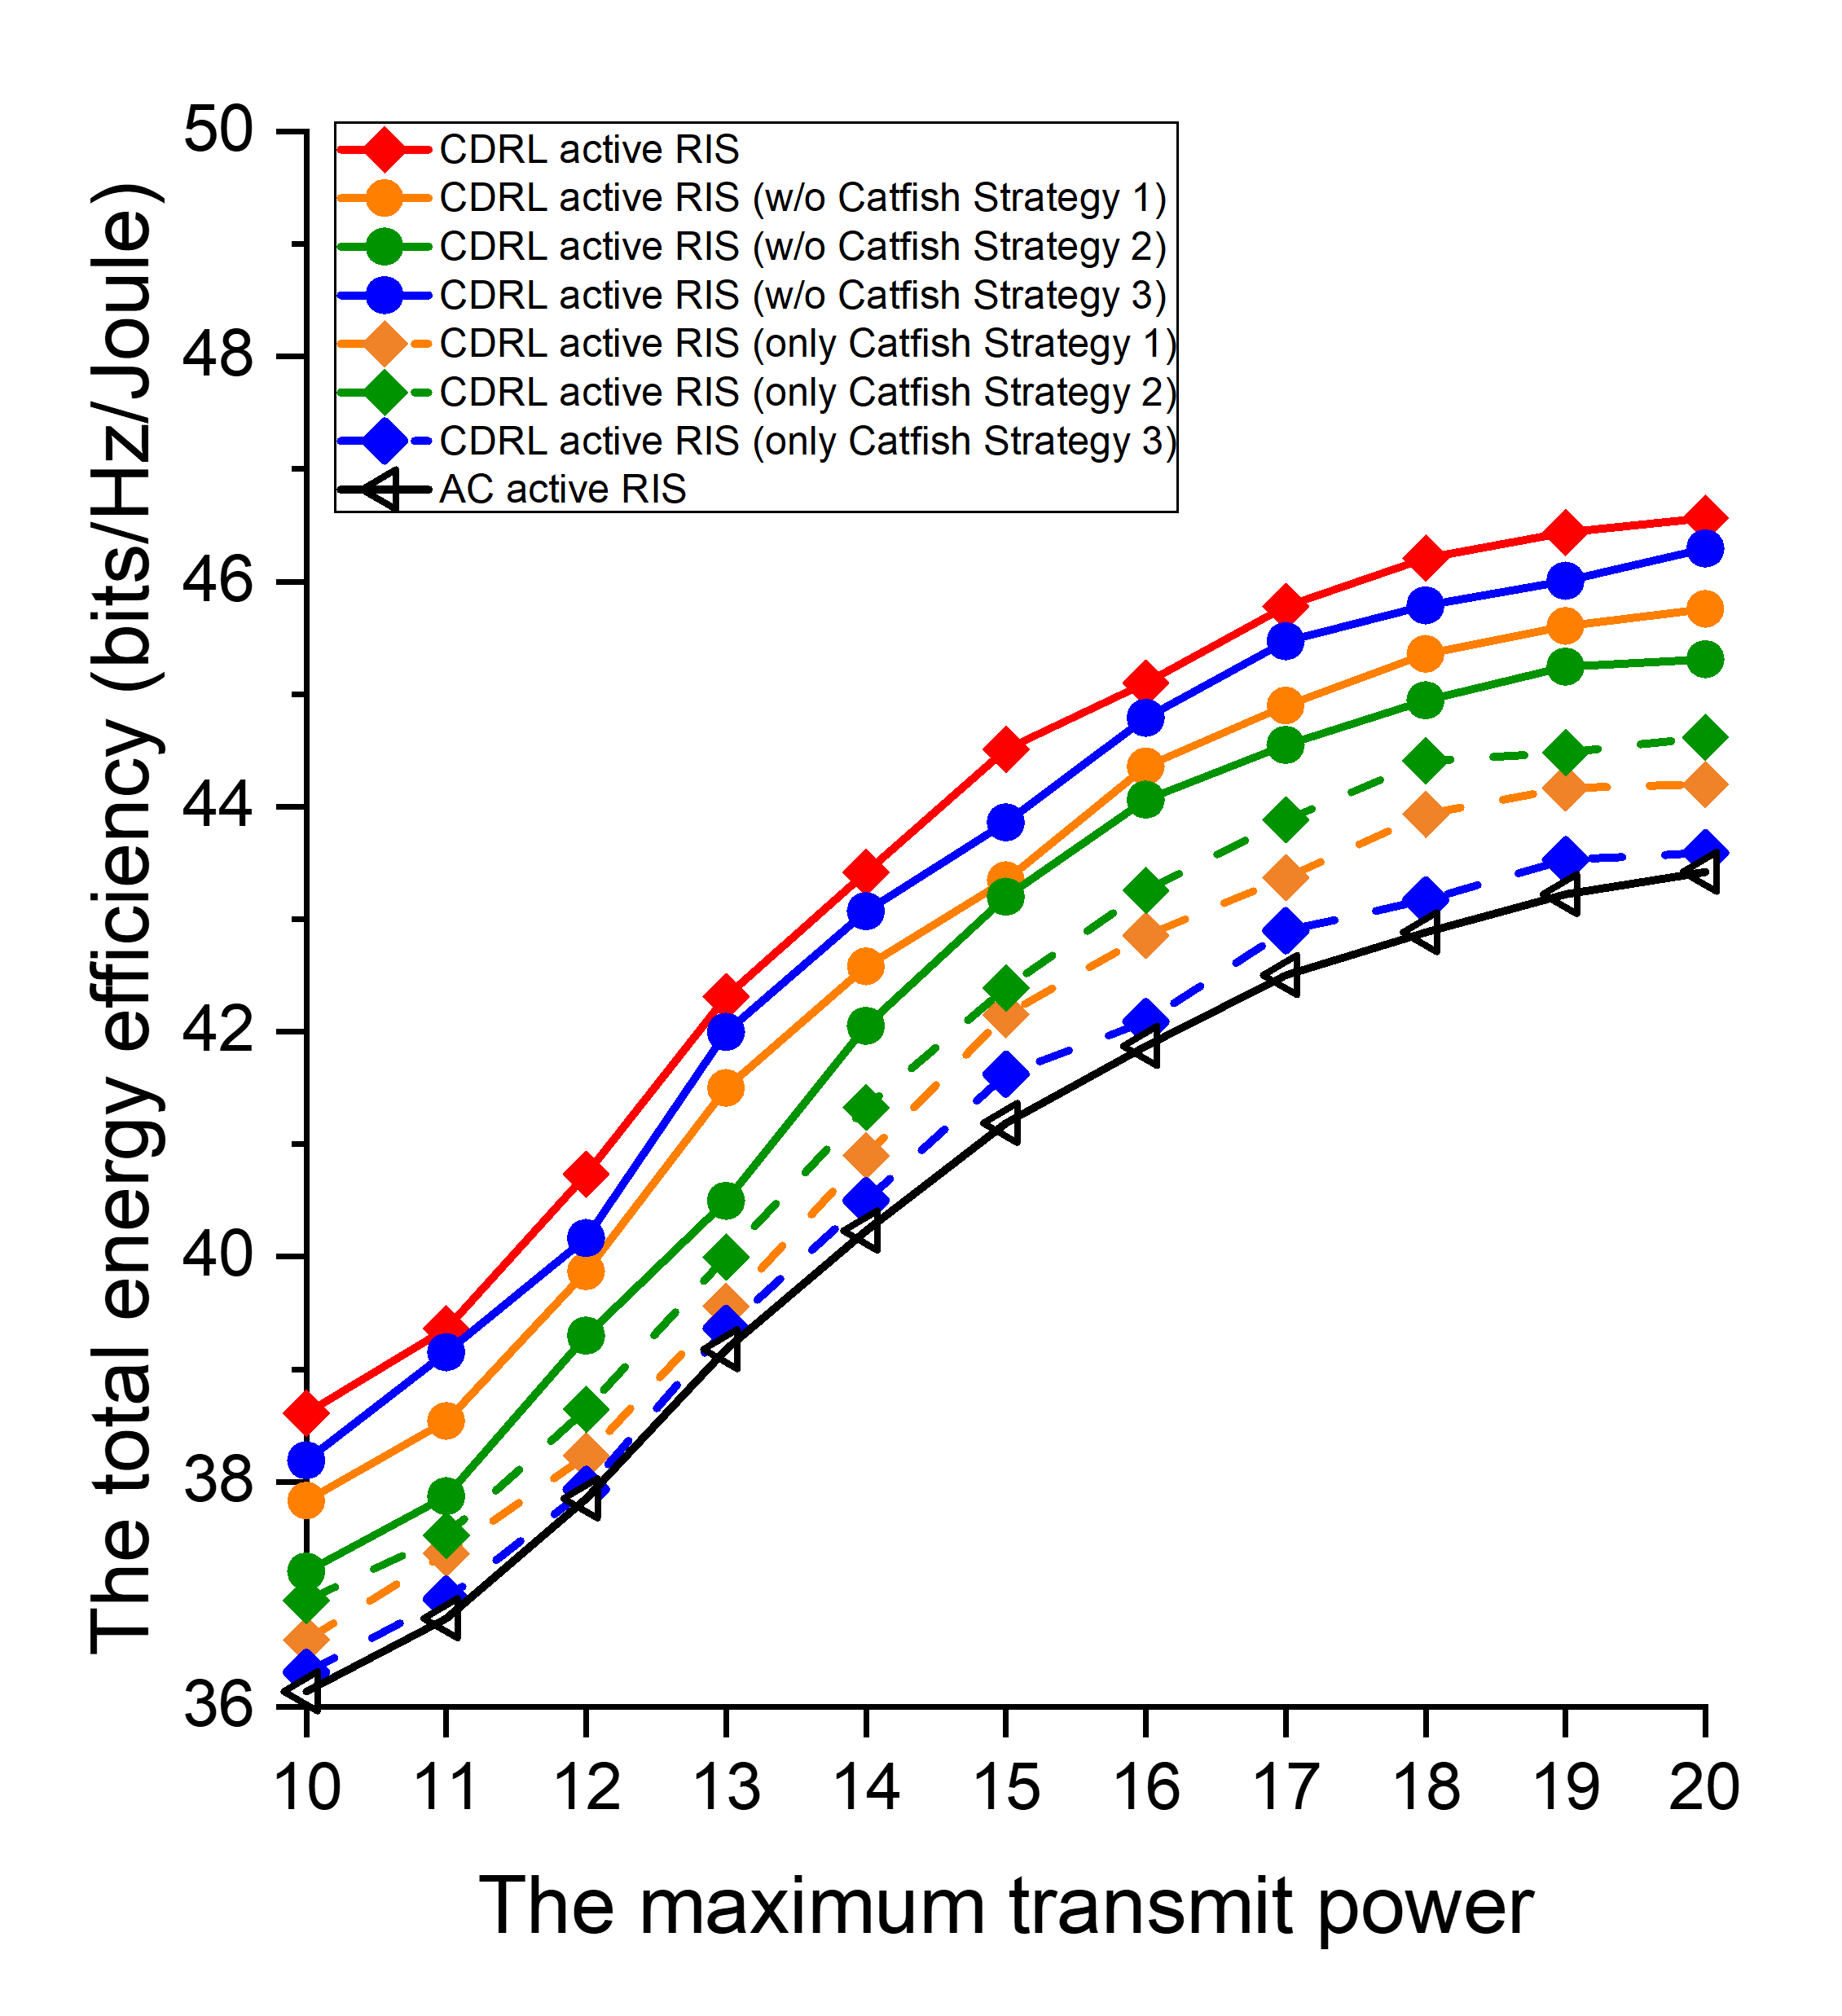 50
48
46
44
42
40
38
36
The total energy efficiency (bits/Hz/Joule)
CDRL active RIS
CDRL active RIS (w/o Catfish Strategy 1)
CDRL active RIS (w/o Catfish Strategy 2)
CDRL active RIS (w/o Catfish Strategy 3)
CDRL active RIS (only Catfish Strategy 1)
CDRL active RIS (only Catfish Strategy 2)
CDRL active RIS (only Catfish Strategy 3)
AC active RIS
10 11 12 13 14 15 16 17 18 19 20
The maximum transmit power